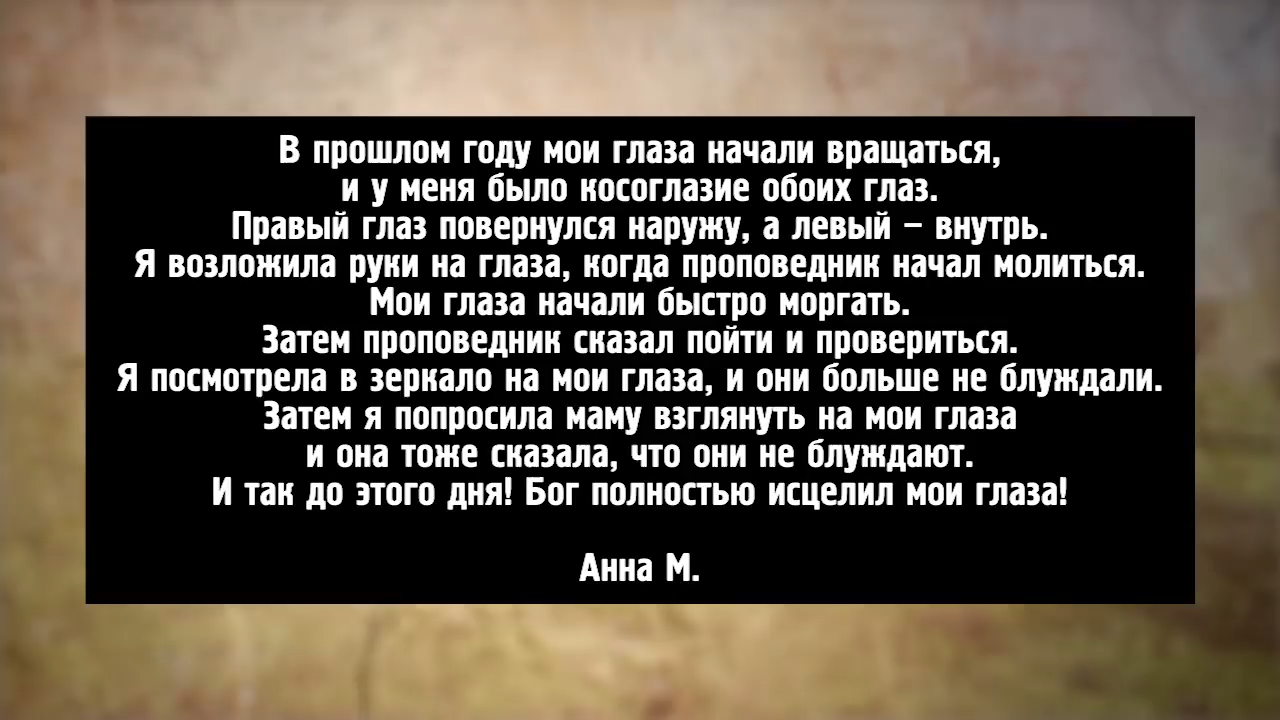 В прошлом году мои глаза начали вращаться,
и у меня было косоглазие обоих глаз.
Правый глаз повернулся наружу, а левый – внутрь.
Я возложила руки на глаза, когда проповедник начал молиться.
Мои глаза начали быстро моргать.
Затем проповедник сказал пойти и провериться.
Я посмотрела в зеркало на мои глаза, и они больше не блуждали.
Затем я попросила маму взглянуть на мои глаза
и она тоже сказала, что они не блуждают.
И так до этого дня! Бог полностью исцелил мои глаза!
Анна М.